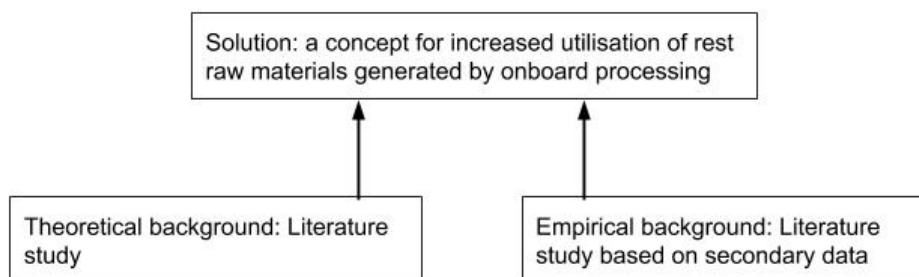 Solution: a concept for increased utilisation of rest
raw materials generated by onboard processing
Theoretical background: Literature
study
Empirical background: Literature
study based on secondary data